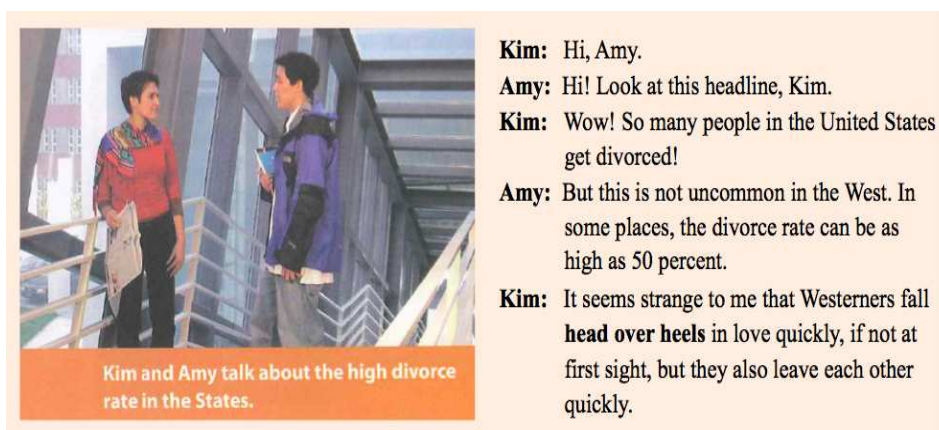 Kim: Hi, Amy.
Amy: Hi! Look at this headline, Kim.
Kim: Wow! So many people in the United States
get divorced!
Amy: But this is not uncommon in the West. In
some places, the divorce rate can be as
high as 50 percent.
Kim: It seems strange to me that Westerners fall
head over heels in love quickly, if not at
first sight, but they also leave each other
quickly.
Kim and Amy talk about the high divorce
rate in the States.